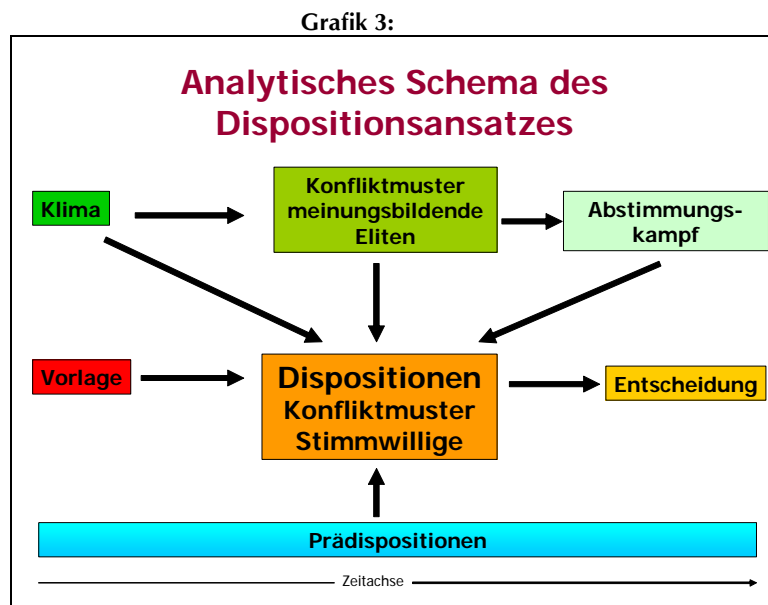 Grafik 3:
Analytisches Schema des
Dispositionsansatzes
Klima
Konfliktmuster
meinungsbildende
Eliten
Abstimmungs-
kampf
Vorlage
Dispositionen
Konfliktmuster
Stimmwillige
Entscheidung
Prädispositionen
Zeitachse